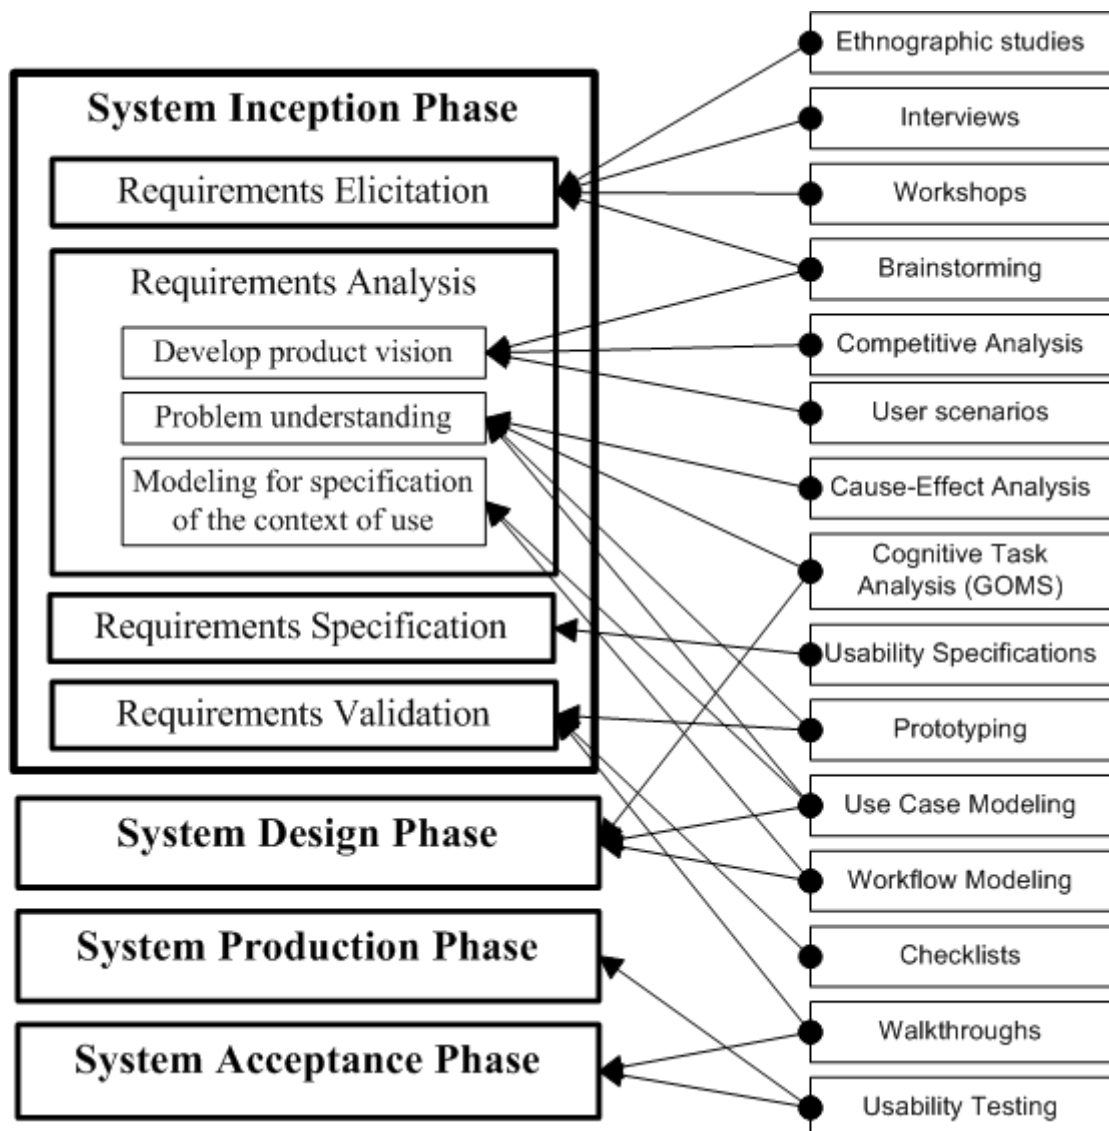 System Inception Phase
Requirements Elicitation
Requirements Analysis
Develop product vision
Problem understanding
Modeling for specification
of the context of use
Requirements Specification
Requirements Validation
System Design Phase
System Production Phase
System Acceptance Phase
Ethnographic studies
Interviews
Workshops
Brainstorming
Competitive Analysis
User scenarios
Cause-Effect Analysis
Cognitive Task
Analysis (GOMS)
Usability Specifications
Prototyping
Use Case Modeling
Workflow Modeling
Checklists
Walkthroughs
Usability Testing